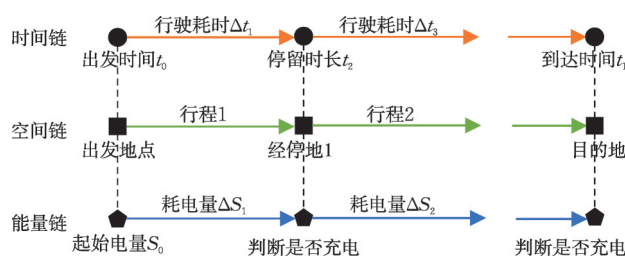 时间链
行驶耗时Δt₁
行驶耗时Δt₃
出发时间t₀
停留时长t₂
到达时间t₁
空间链
行程1
行程2
出发地点
经停地1
目的地
能量链
耗电量ΔS₁
耗电量ΔS₂
起始电量S₀
判断是否充电
判断是否充电